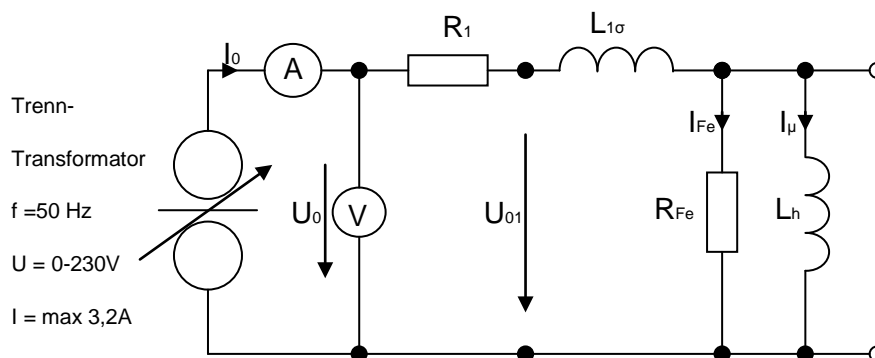 R1
L1σ
I0
A
Trenn-
Transformator
f =50 Hz
U = 0-230V
I = max 3,2A
U0
V
U01
IFe
Iμ
RFe
Lh